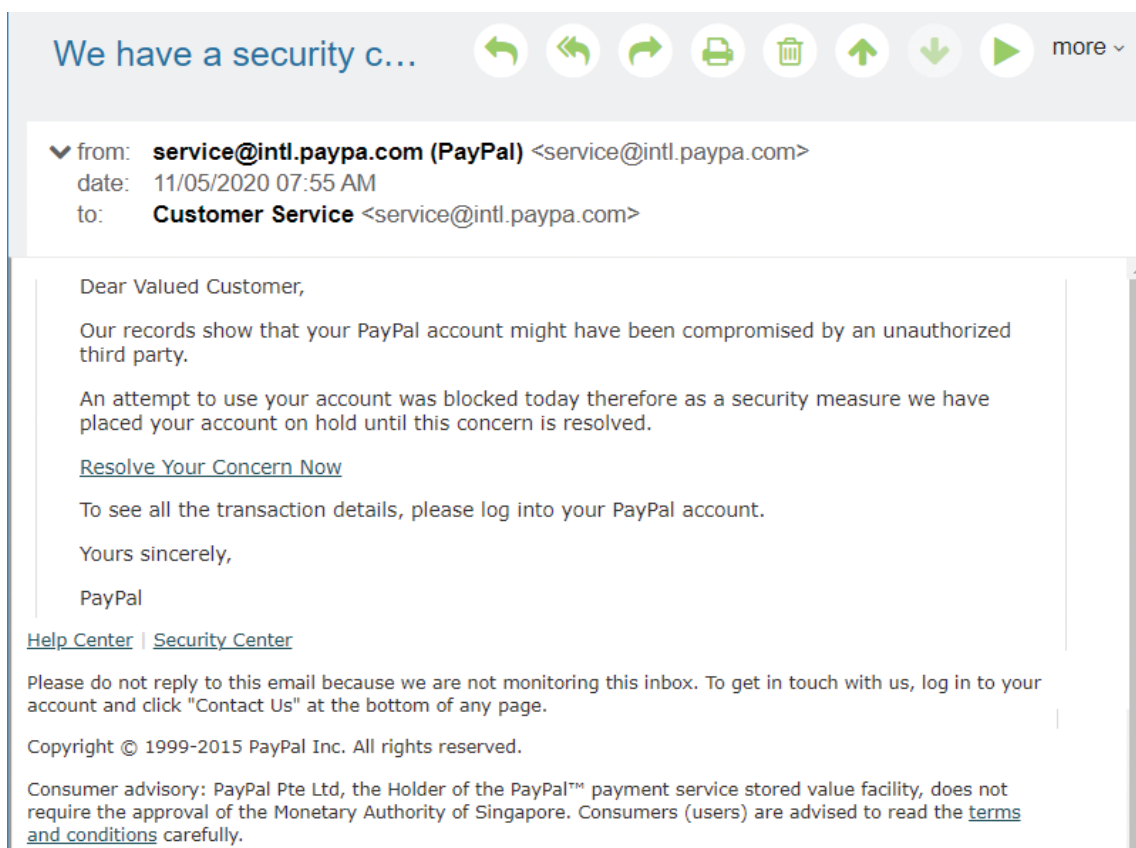 We have a security c...
more
from: service@intl.paypa.com (PayPal) <service@intl.paypa.com>
date: 11/05/2020 07:55 AM
to: Customer Service <service@intl.paypa.com>
Dear Valued Customer,
Our records show that your PayPal account might have been compromised by an unauthorized
third party.
An attempt to use your account was blocked today therefore as a security measure we have
placed your account on hold until this concern is resolved.
Resolve Your Concern Now
To see all the transaction details, please log into your PayPal account.
Yours sincerely,
PayPal
Help Center | Security Center
Please do not reply to this email because we are not monitoring this inbox. To get in touch with us, log in to your
account and click "Contact Us" at the bottom of any page.
Copyright © 1999-2015 PayPal Inc. All rights reserved.
Consumer advisory: PayPal Pte Ltd, the Holder of the PayPal™ payment service stored value facility, does not
require the approval of the Monetary Authority of Singapore. Consumers (users) are advised to read the terms
and conditions carefully.